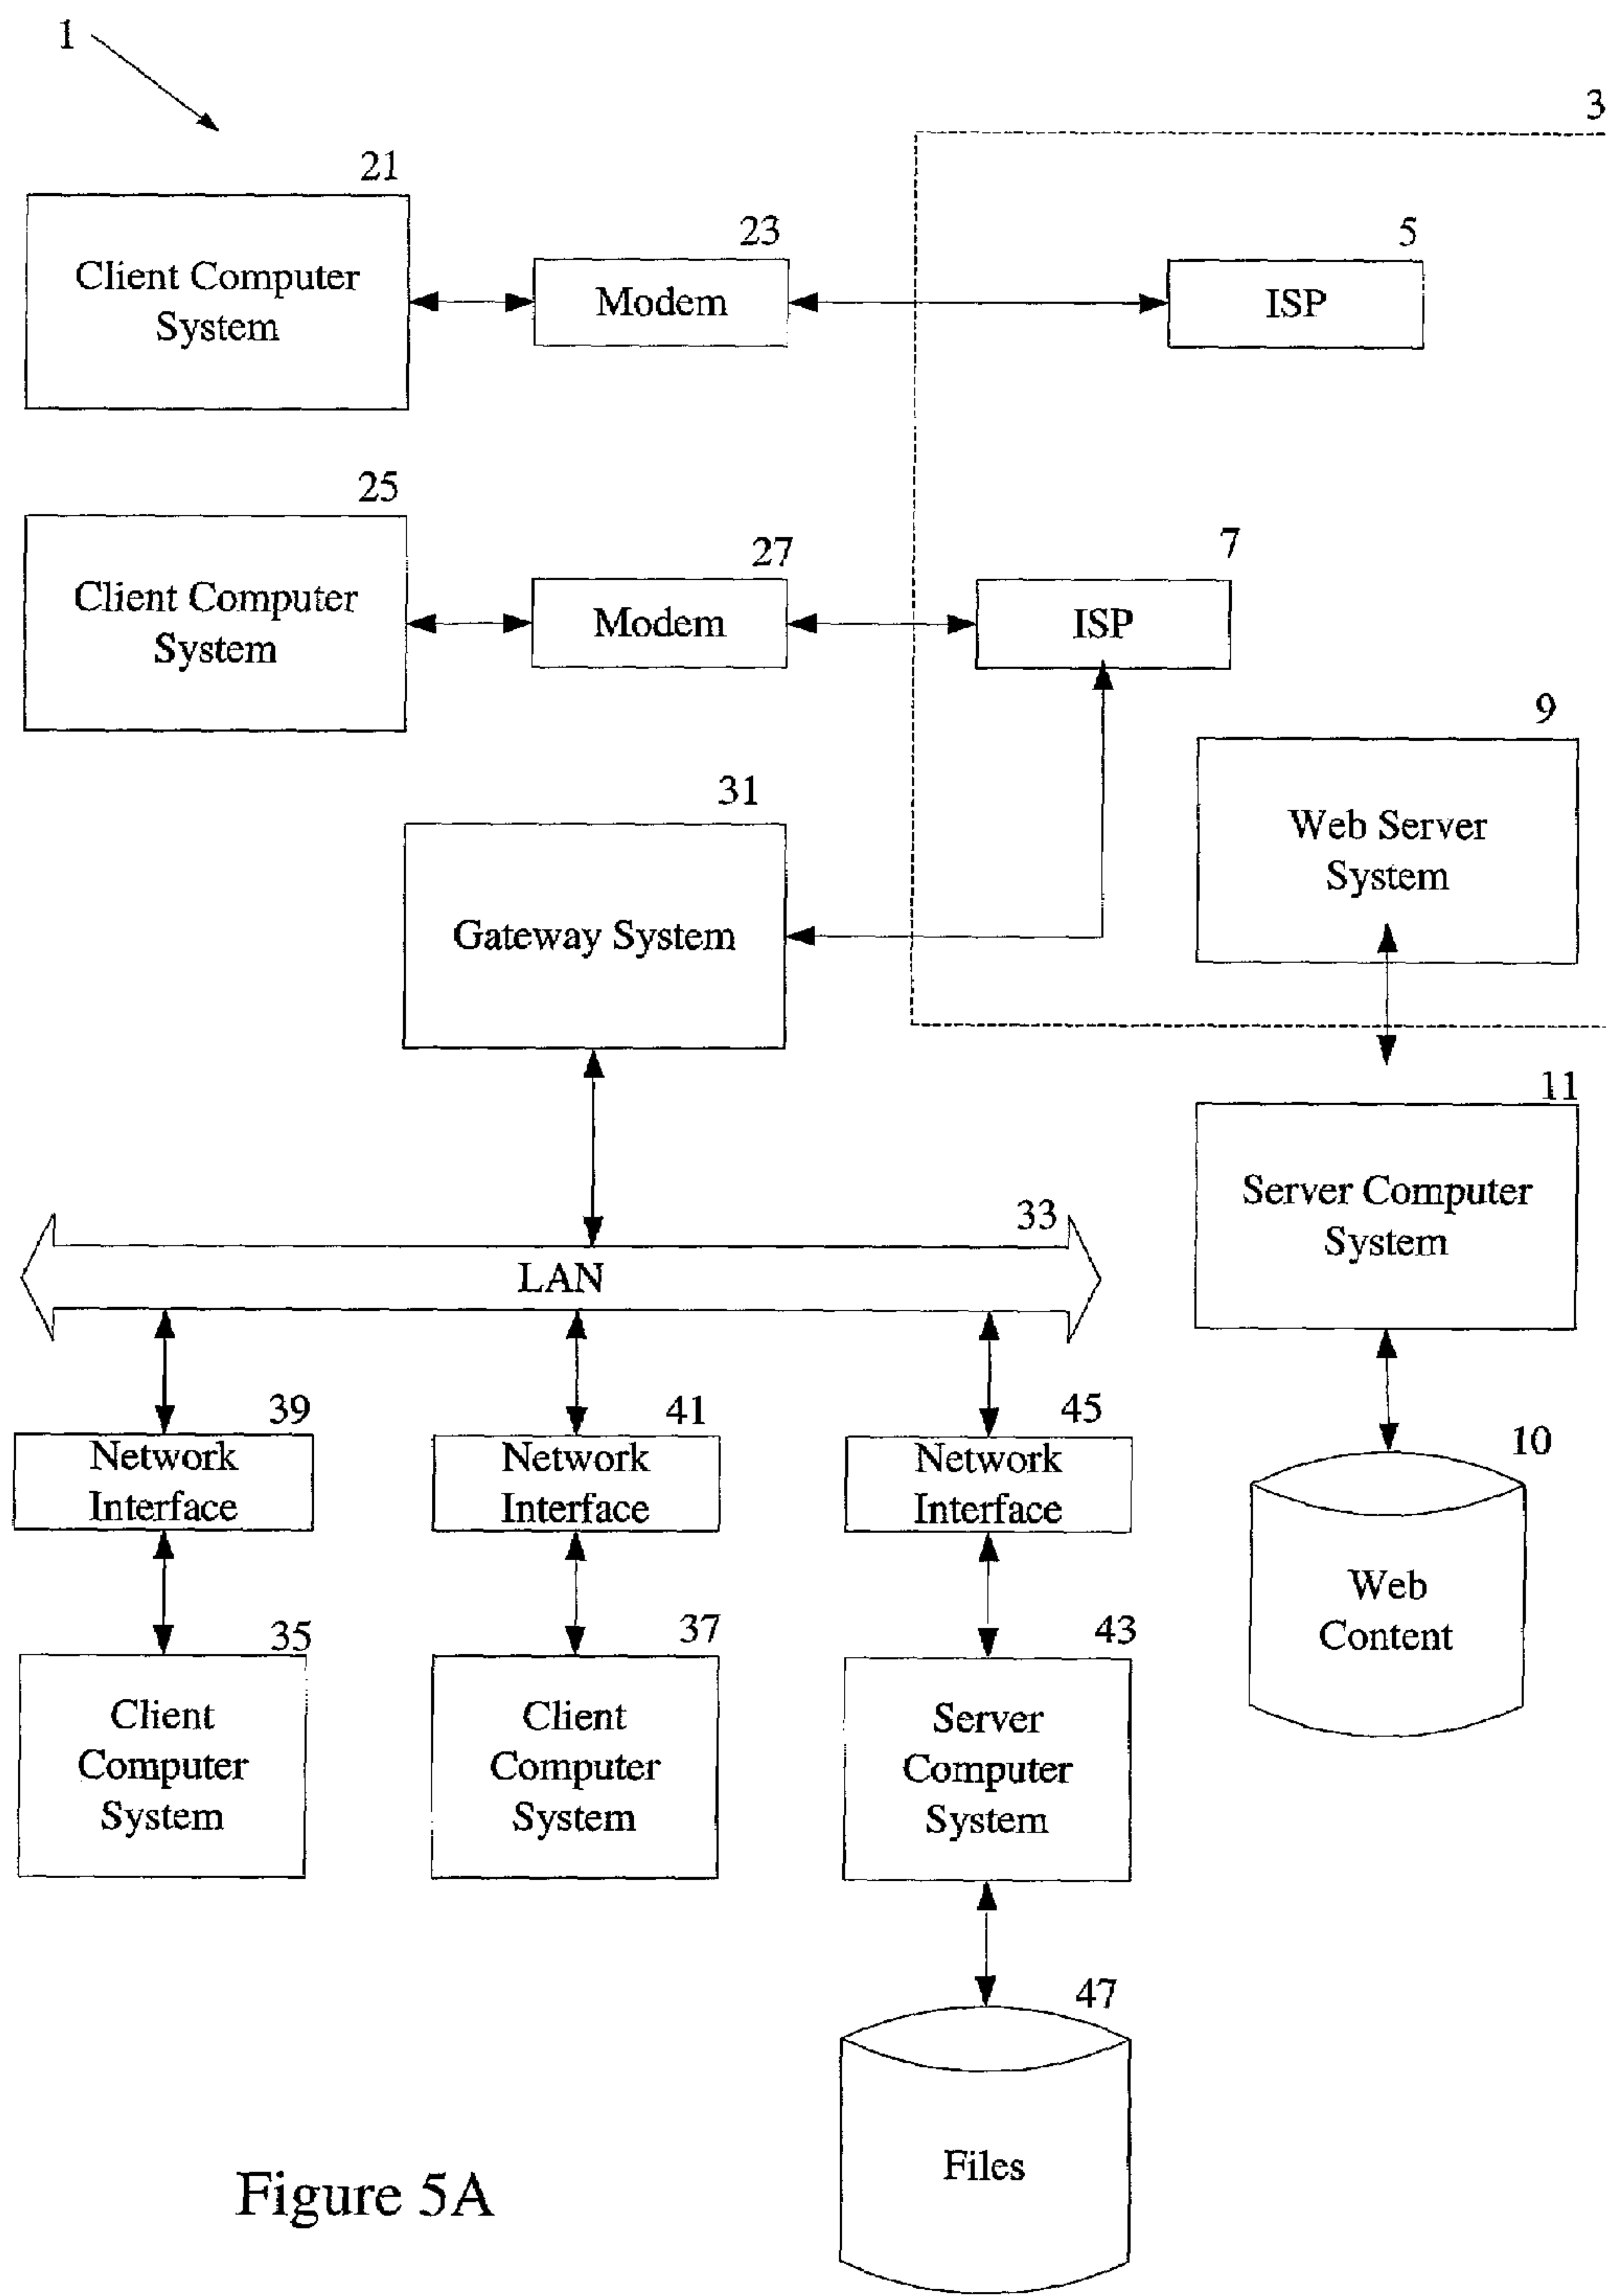 1
3
21
Client Computer
System
23
Modem
5
ISP
25
Client Computer
System
27
Modem
7
ISP
9
Web Server
System
31
Gateway System
11
Server Computer
System
33
LAN
39
Network
Interface
41
Network
Interface
45
Network
Interface
10
Web
Content
35
Client
Computer
System
37
Client
Computer
System
43
Server
Computer
System
47
Files
Figure 5A